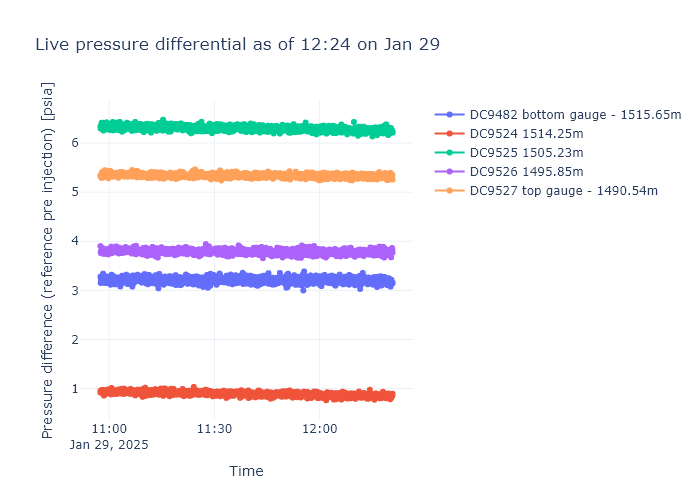 Live pressure differential as of 12:24 on Jan 29
Pressure difference (reference pre injection) [psia]
6
5
4
3
2
1
11:00
Jan 29, 2025
11:30
12:00
Time
DC9482 bottom gauge - 1515.65m
DC9524 1514.25m
DC9525 1505.23m
DC9526 1495.85m
DC9527 top gauge - 1490.54m